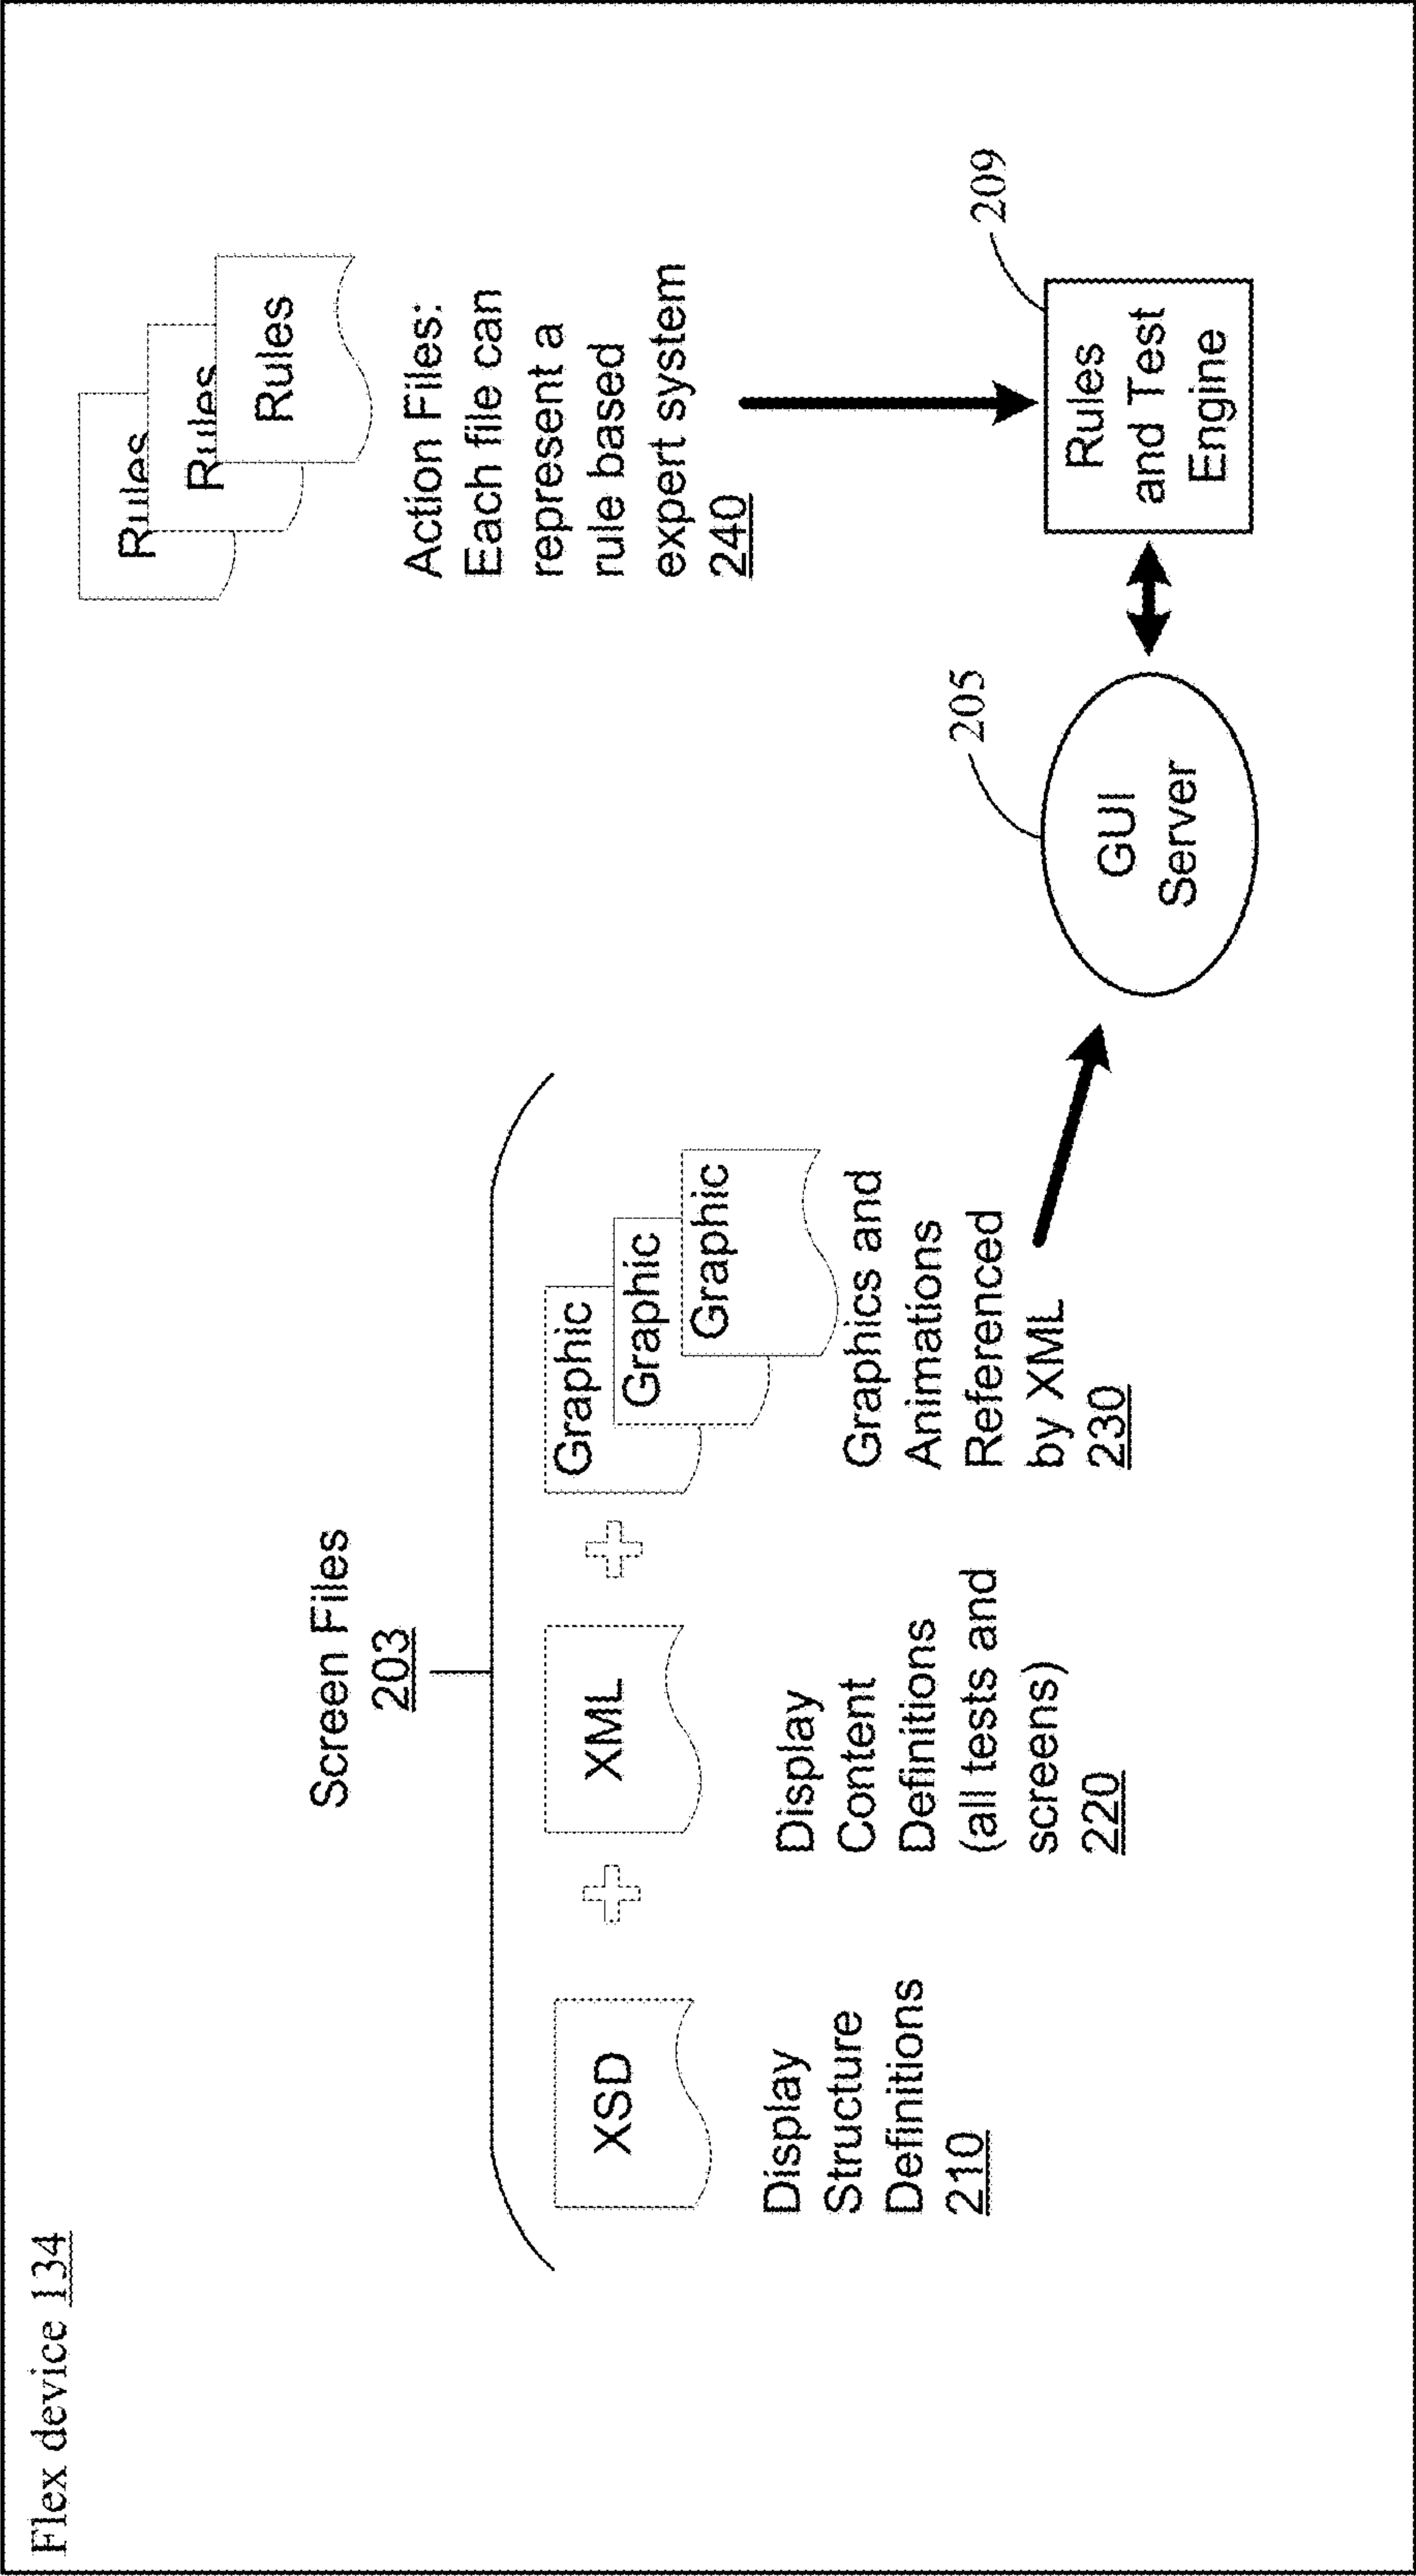 Flex device 134
Screen Files
203
XSD
Display
Structure
Definitions
210
XML
Display
Content
Definitions
(all tests and
screens)
220
Graphic
Graphic
Graphic
Graphics and
Animations
Referenced
by XML
230
Rules
Rules
Rules
Action Files:
Each file can
represent a
rule based
expert system
240
205
GUI
Server
209
Rules
and Test
Engine